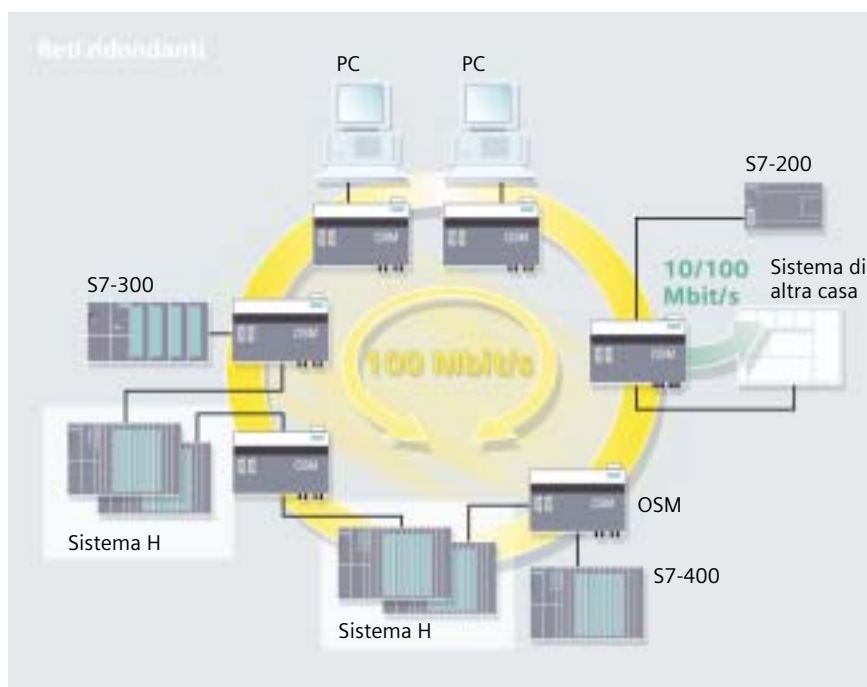 Reti ridondanti
PC
PC
S7-200
10/100
Mbit/s
Sistema di
altra casa
S7-300
OSM
OSM
OSM
OSM
100 Mbit/s
OSM
OSM
OSM
Sistema H
S7-400
Sistema H